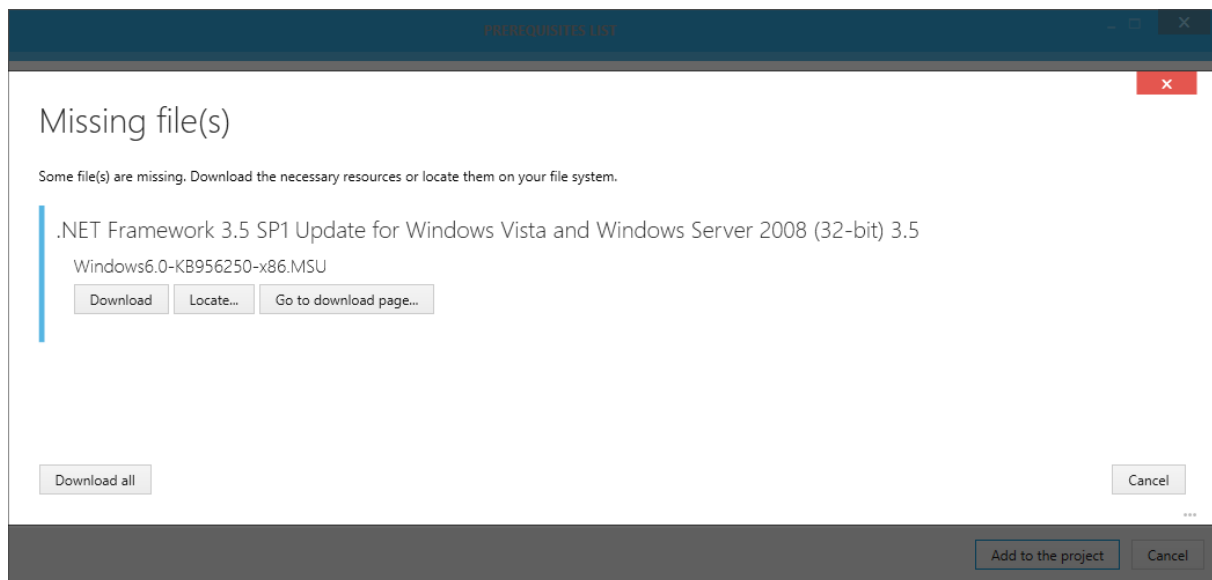 PREREQUISITES LIST
Missing file(s)
Some file(s) are missing. Download the necessary resources or locate them on your file system.
.NET Framework 3.5 SP1 Update for Windows Vista and Windows Server 2008 (32-bit) 3.5
Windows6.0-KB956250-x86.MSU
Download Locate... Go to download page...
Download all Cancel
Add to the project Cancel